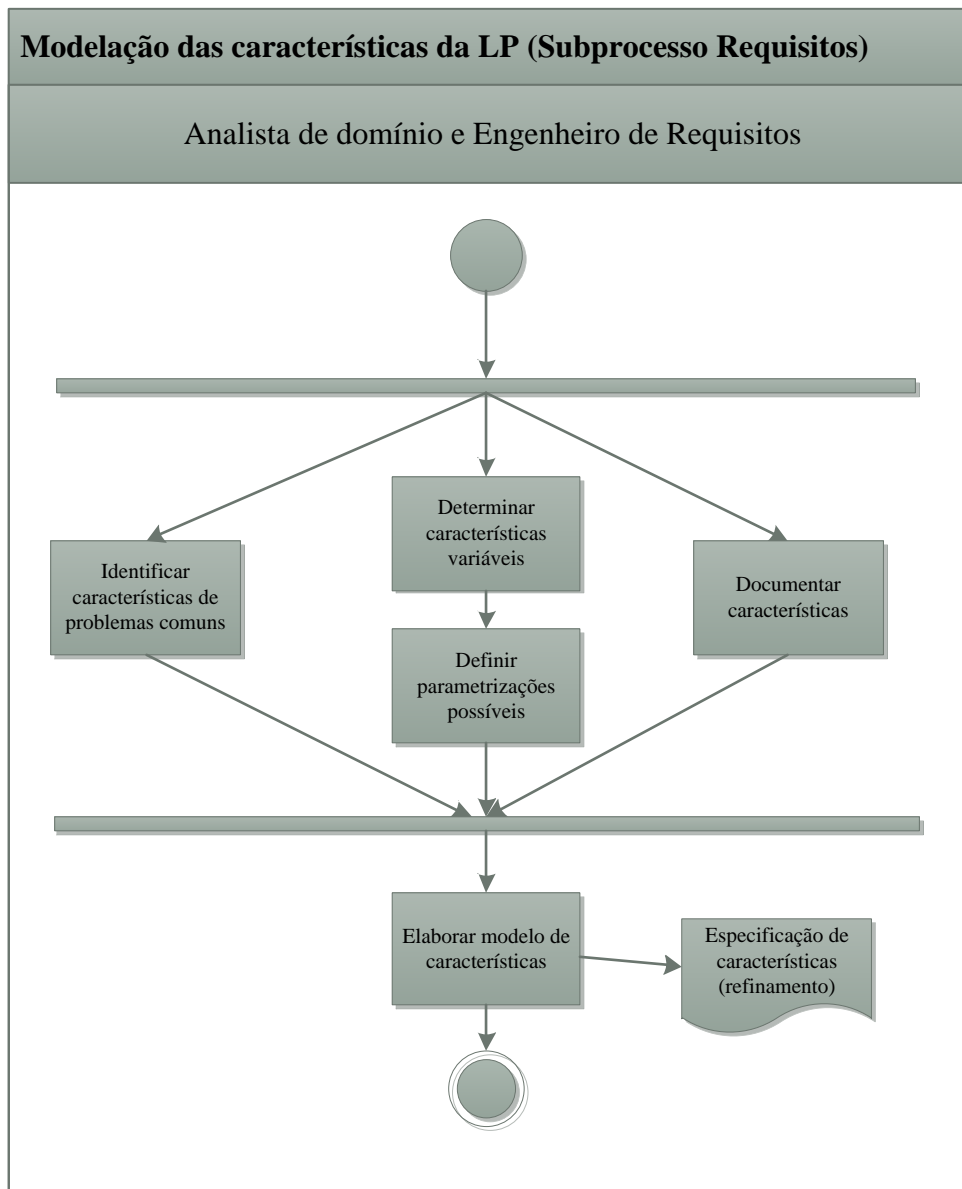 Modelação das características da LP (Subprocesso Requisitos)
Analista de domínio e Engenheiro de Requisitos
Determinar
características
variáveis
Identificar
características de
problemas comuns
Documentar
características
Definir
parametrizações
possíveis
Elaborar modelo de
características
Especificação de
características
(refinamento)